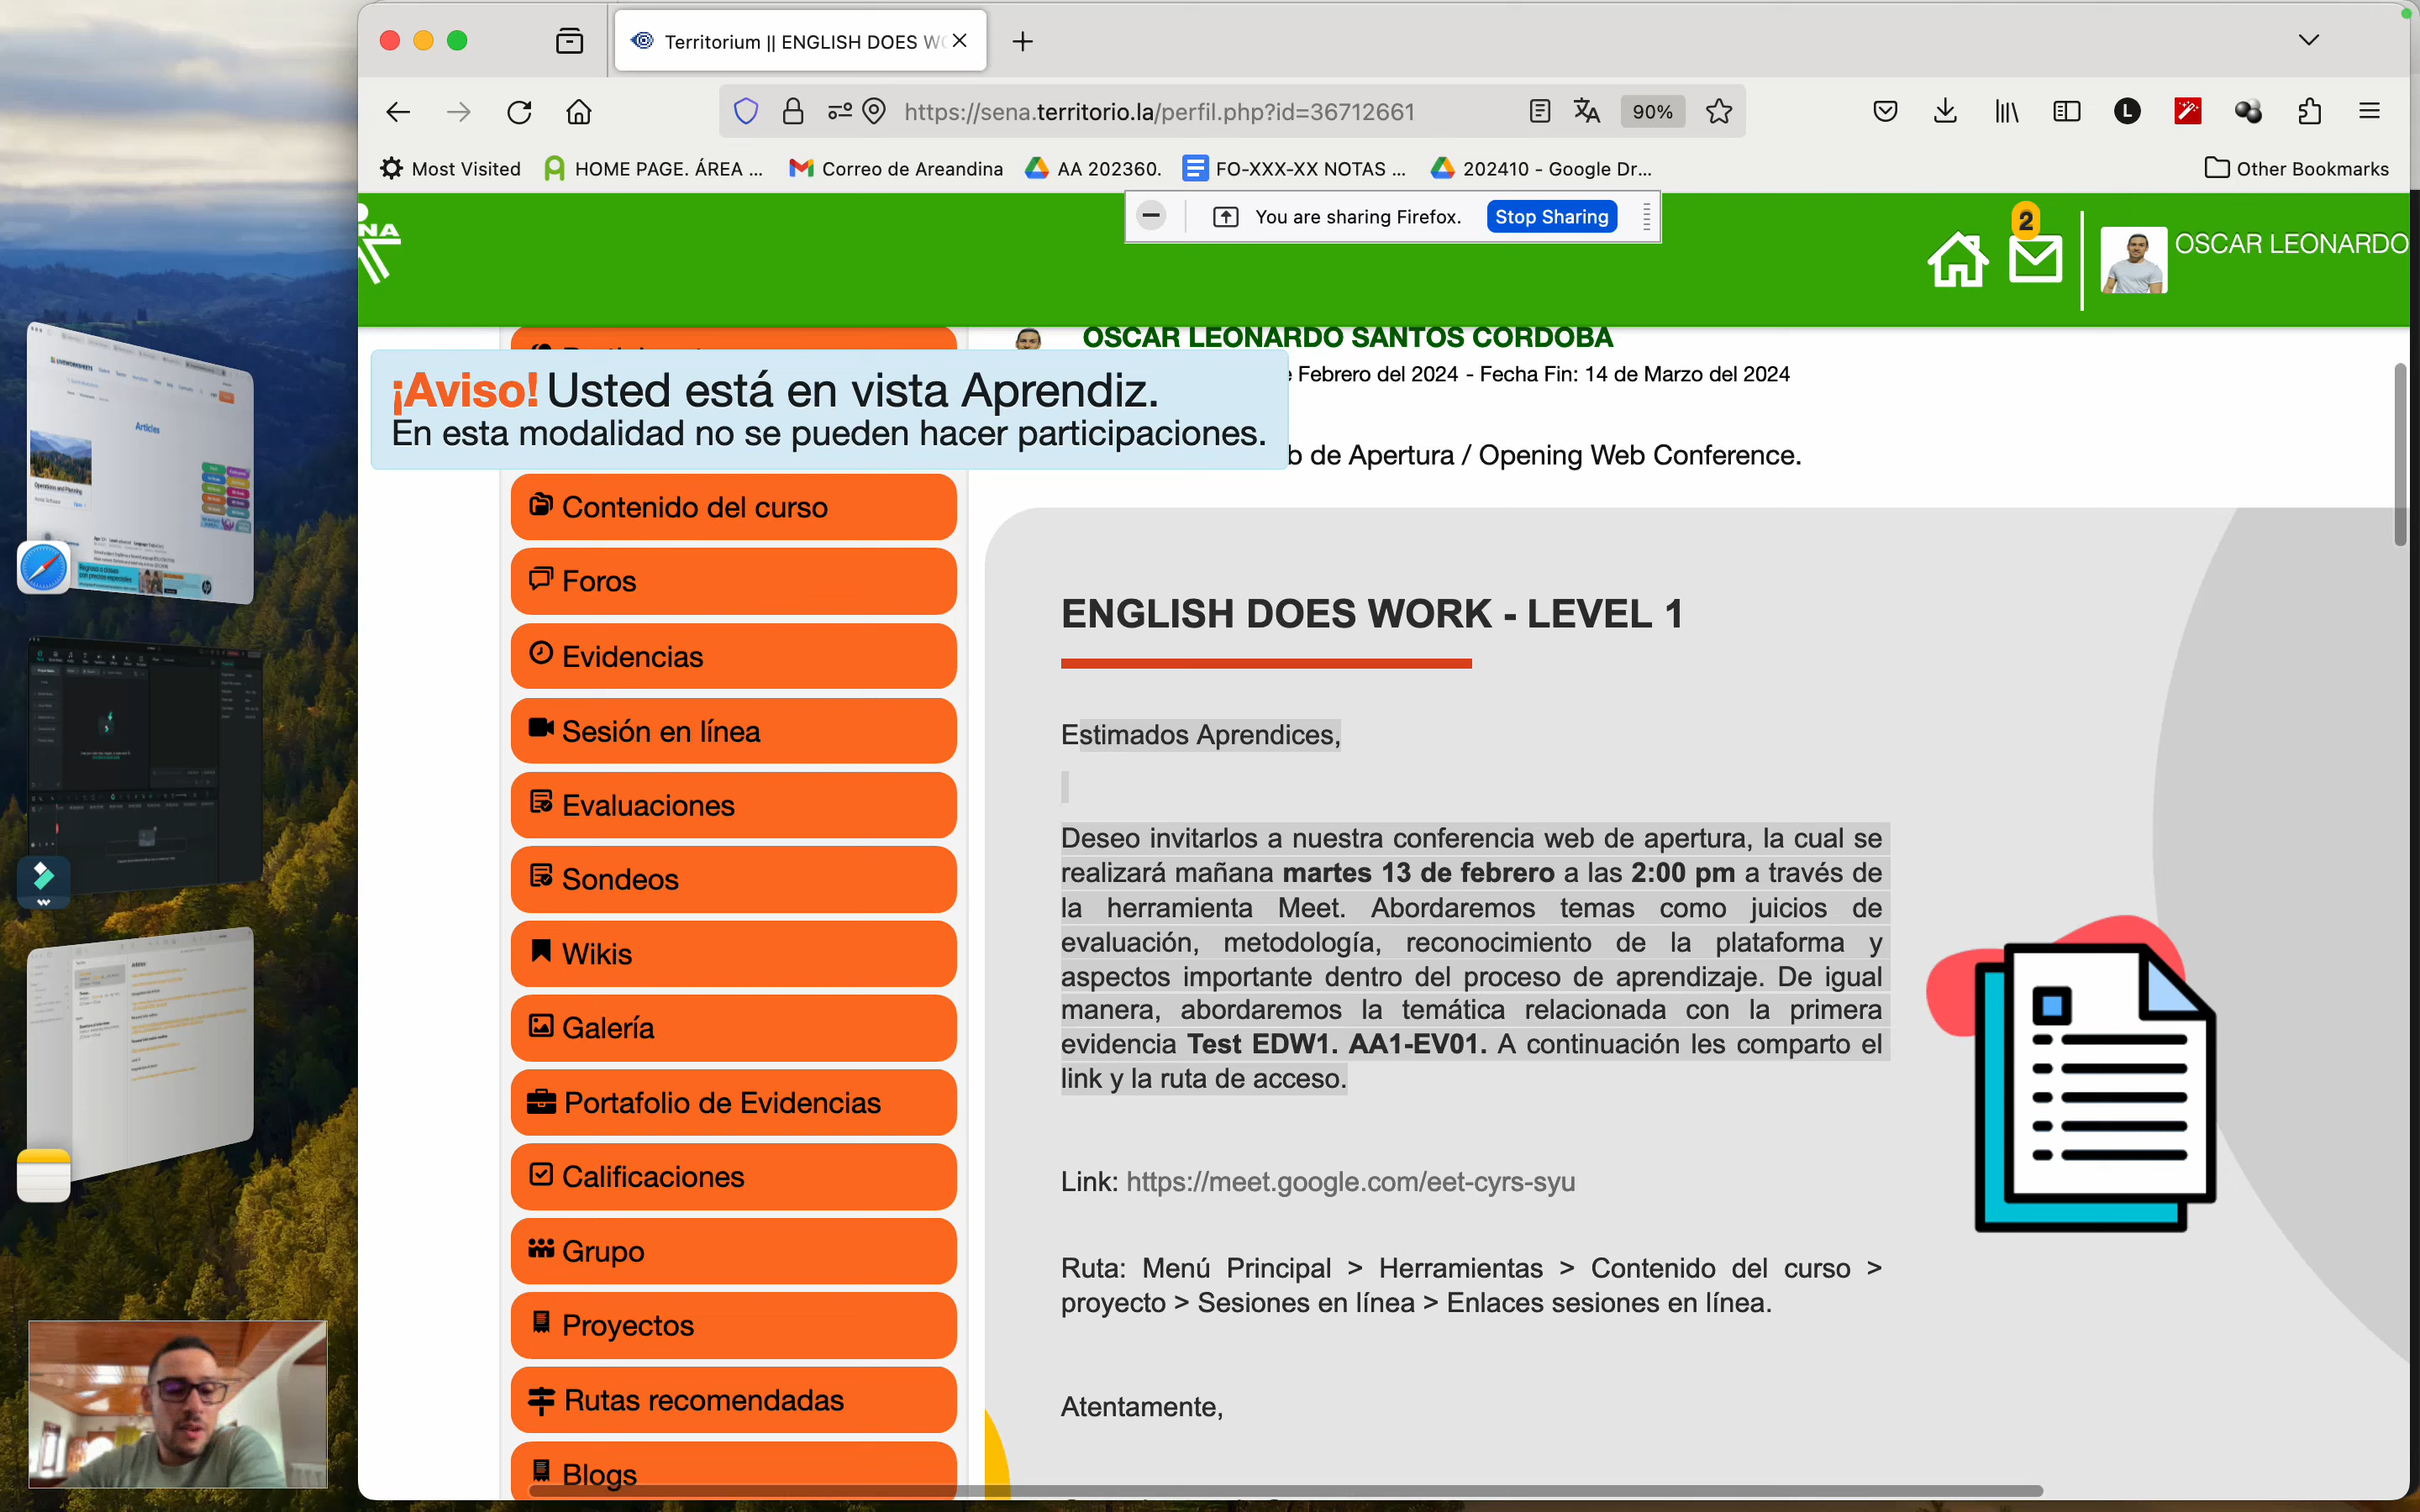 Territorium || ENGLISH DOES WO
https://sena.territorio.la/perfil.php?id=36712661
90%
L
Most Visited
HOME PAGE. ÁREA ...
Correo de Areandina
AA 202360.
FO-XXX-XX NOTAS ...
202410 - Google Dr...
Other Bookmarks
You are sharing Firefox.
Stop Sharing
NA
2
OSCAR LEONARDO
OSCAR LEONARDO SANTOS CORDOBA
Febrero del 2024 - Fecha Fin: 14 de Marzo del 2024
¡Aviso! Usted está en vista Aprendiz.
En esta modalidad no se pueden hacer participaciones.
b de Apertura / Opening Web Conference.
Contenido del curso
Foros
Evidencias
Sesión en línea
Evaluaciones
Sondeos
Wikis
Galería
Portafolio de Evidencias
Calificaciones
Grupo
Proyectos
Rutas recomendadas
Blogs
ENGLISH DOES WORK - LEVEL 1
Estimados Aprendices,
Deseo invitarlos a nuestra conferencia web de apertura, la cual se
realizará mañana martes 13 de febrero a las 2:00 pm a través de
la herramienta Meet. Abordaremos temas como juicios de
evaluación, metodología, reconocimiento de la plataforma y
aspectos importante dentro del proceso de aprendizaje. De igual
manera, abordaremos la temática relacionada con la primera
evidencia Test EDW1. AA1-EV01. A continuación les comparto el
link y la ruta de acceso.
Link: https://meet.google.com/eet-cyrs-syu
Ruta: Menú Principal > Herramientas > Contenido del curso >
proyecto > Sesiones en línea > Enlaces sesiones en línea.
Atentamente,
Articles